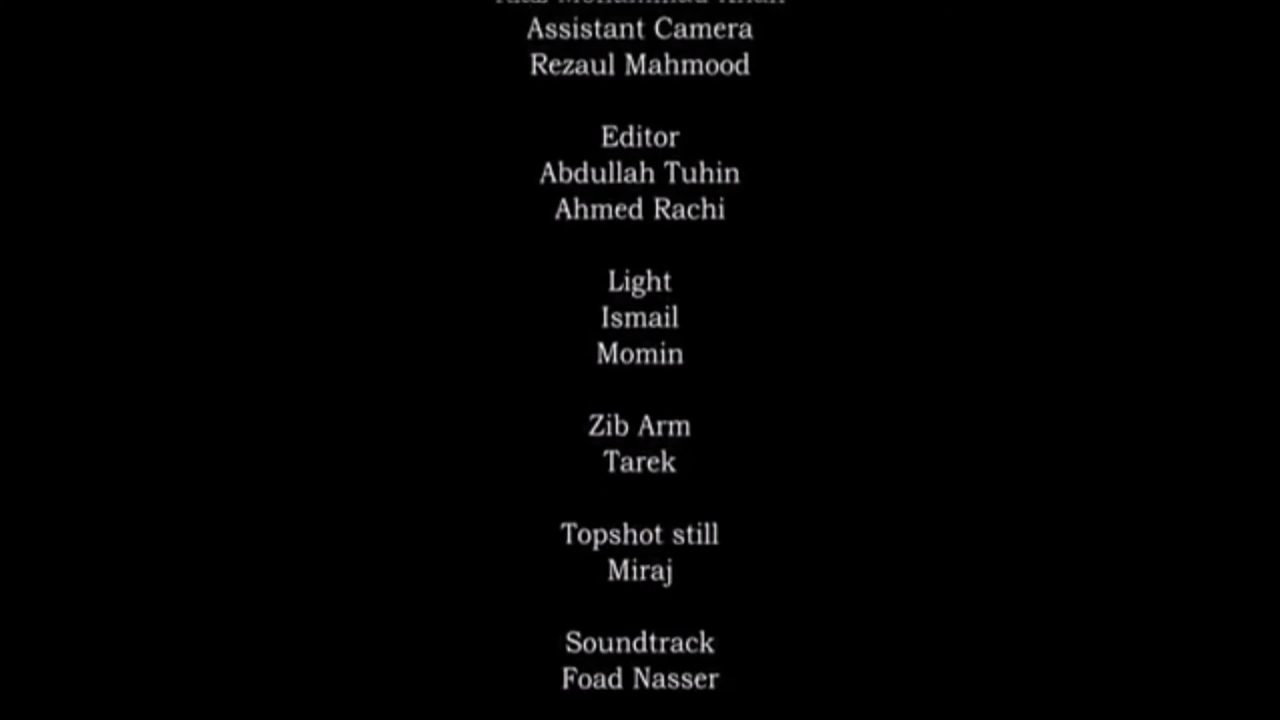 Assistant Camera
Rezaul Mahmood
Editor
Abdullah Tuhin
Ahmed Rachi
Light
Ismail
Momin
Zib Arm
Tarek
Topshot still
Miraj
Soundtrack
Foad Nasser